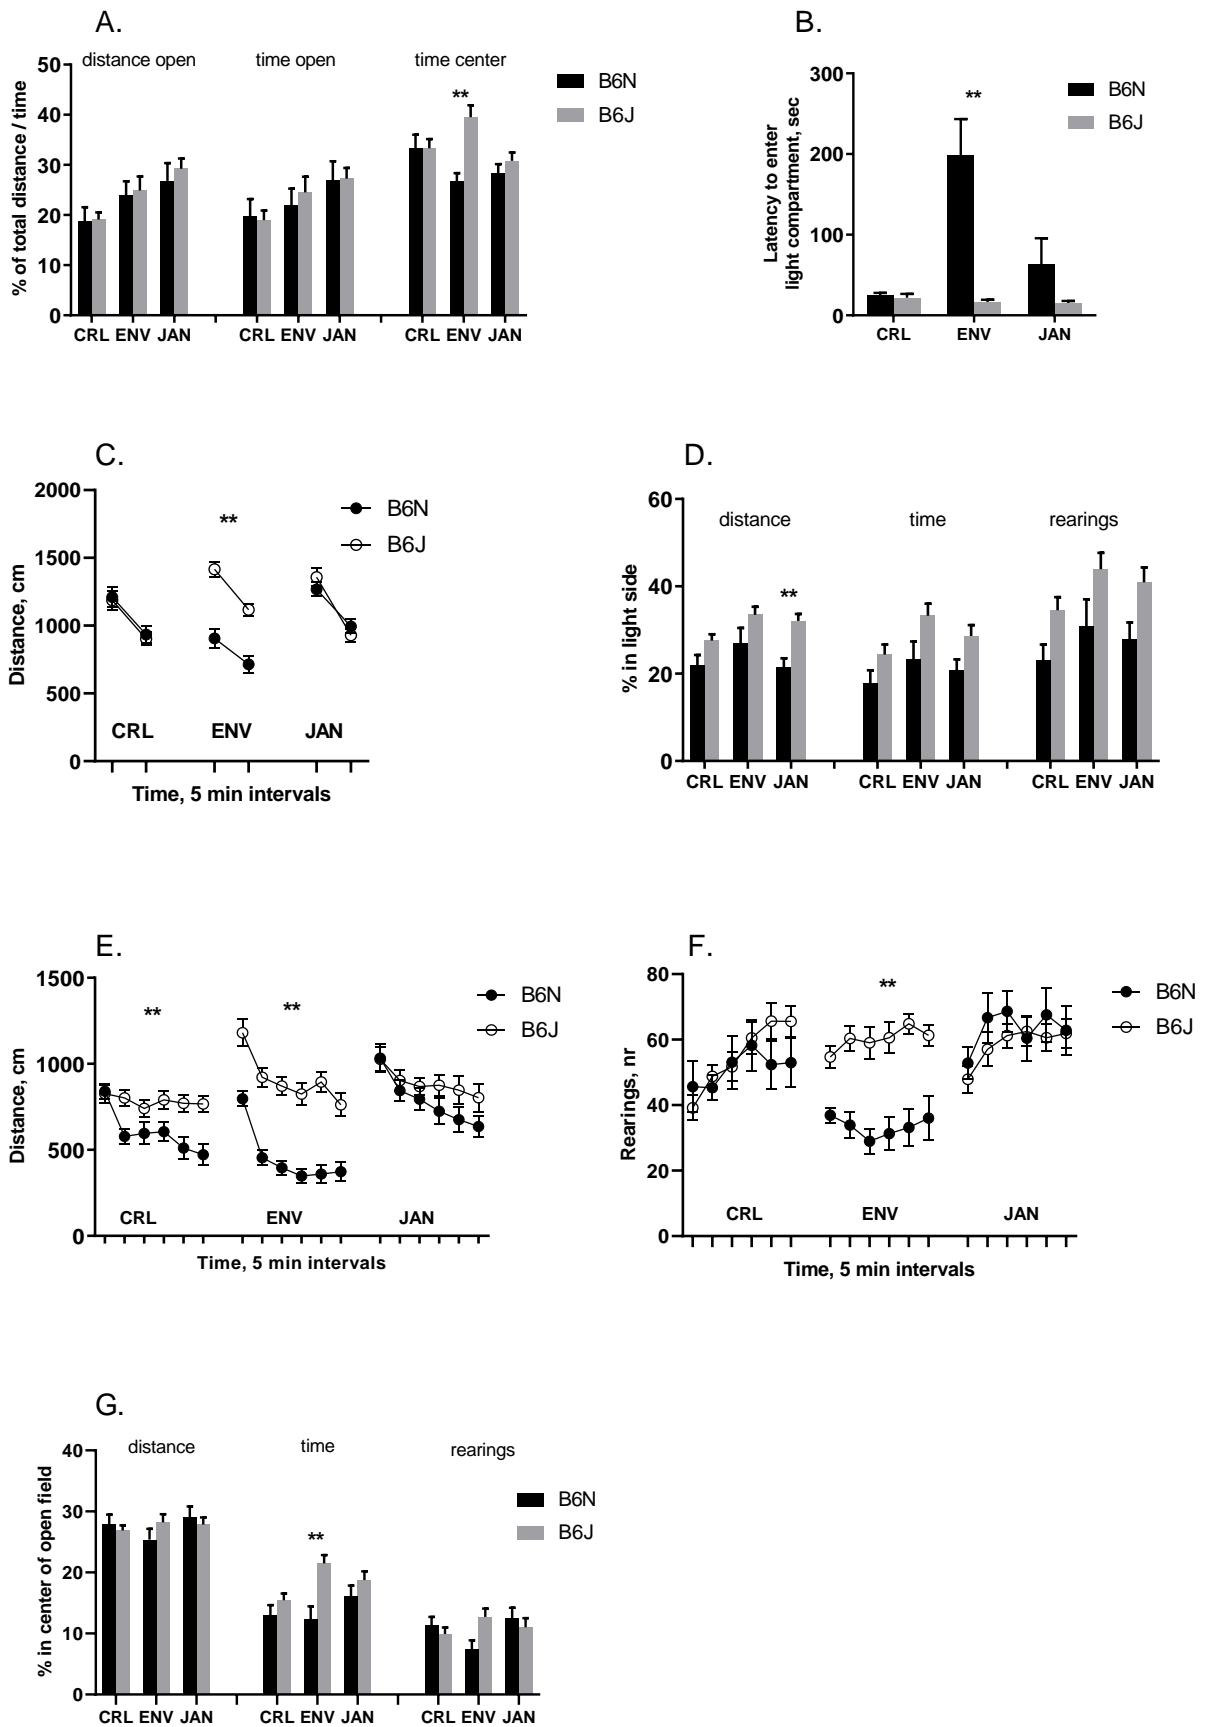 A.
distance open time open time center
**
B6N
B6J
% of total distance / time
50
40
30
20
10
0
CRL ENV JAN CRL ENV JAN CRL ENV JAN
B.
**
B6N
B6J
Latency to enter
light compartment, sec
300
200
100
0
CRL ENV JAN
C.
**
B6N
B6J
Distance, cm
2000
1500
1000
500
0
CRL ENV JAN
Time, 5 min intervals
D.
distance time rearings
**
% in light side
60
40
20
0
CRL ENV JAN CRL ENV JAN CRL ENV JAN
E.
** **
B6N
B6J
Distance, cm
1500
1000
500
0
CRL ENV JAN
Time, 5 min intervals
F.
**
B6N
B6J
Rearings, nr
80
60
40
20
0
CRL ENV JAN
Time, 5 min intervals
G.
distance time rearings
**
B6N
B6J
% in center of open field
40
30
20
10
0
CRL ENV JAN CRL ENV JAN CRL ENV JAN